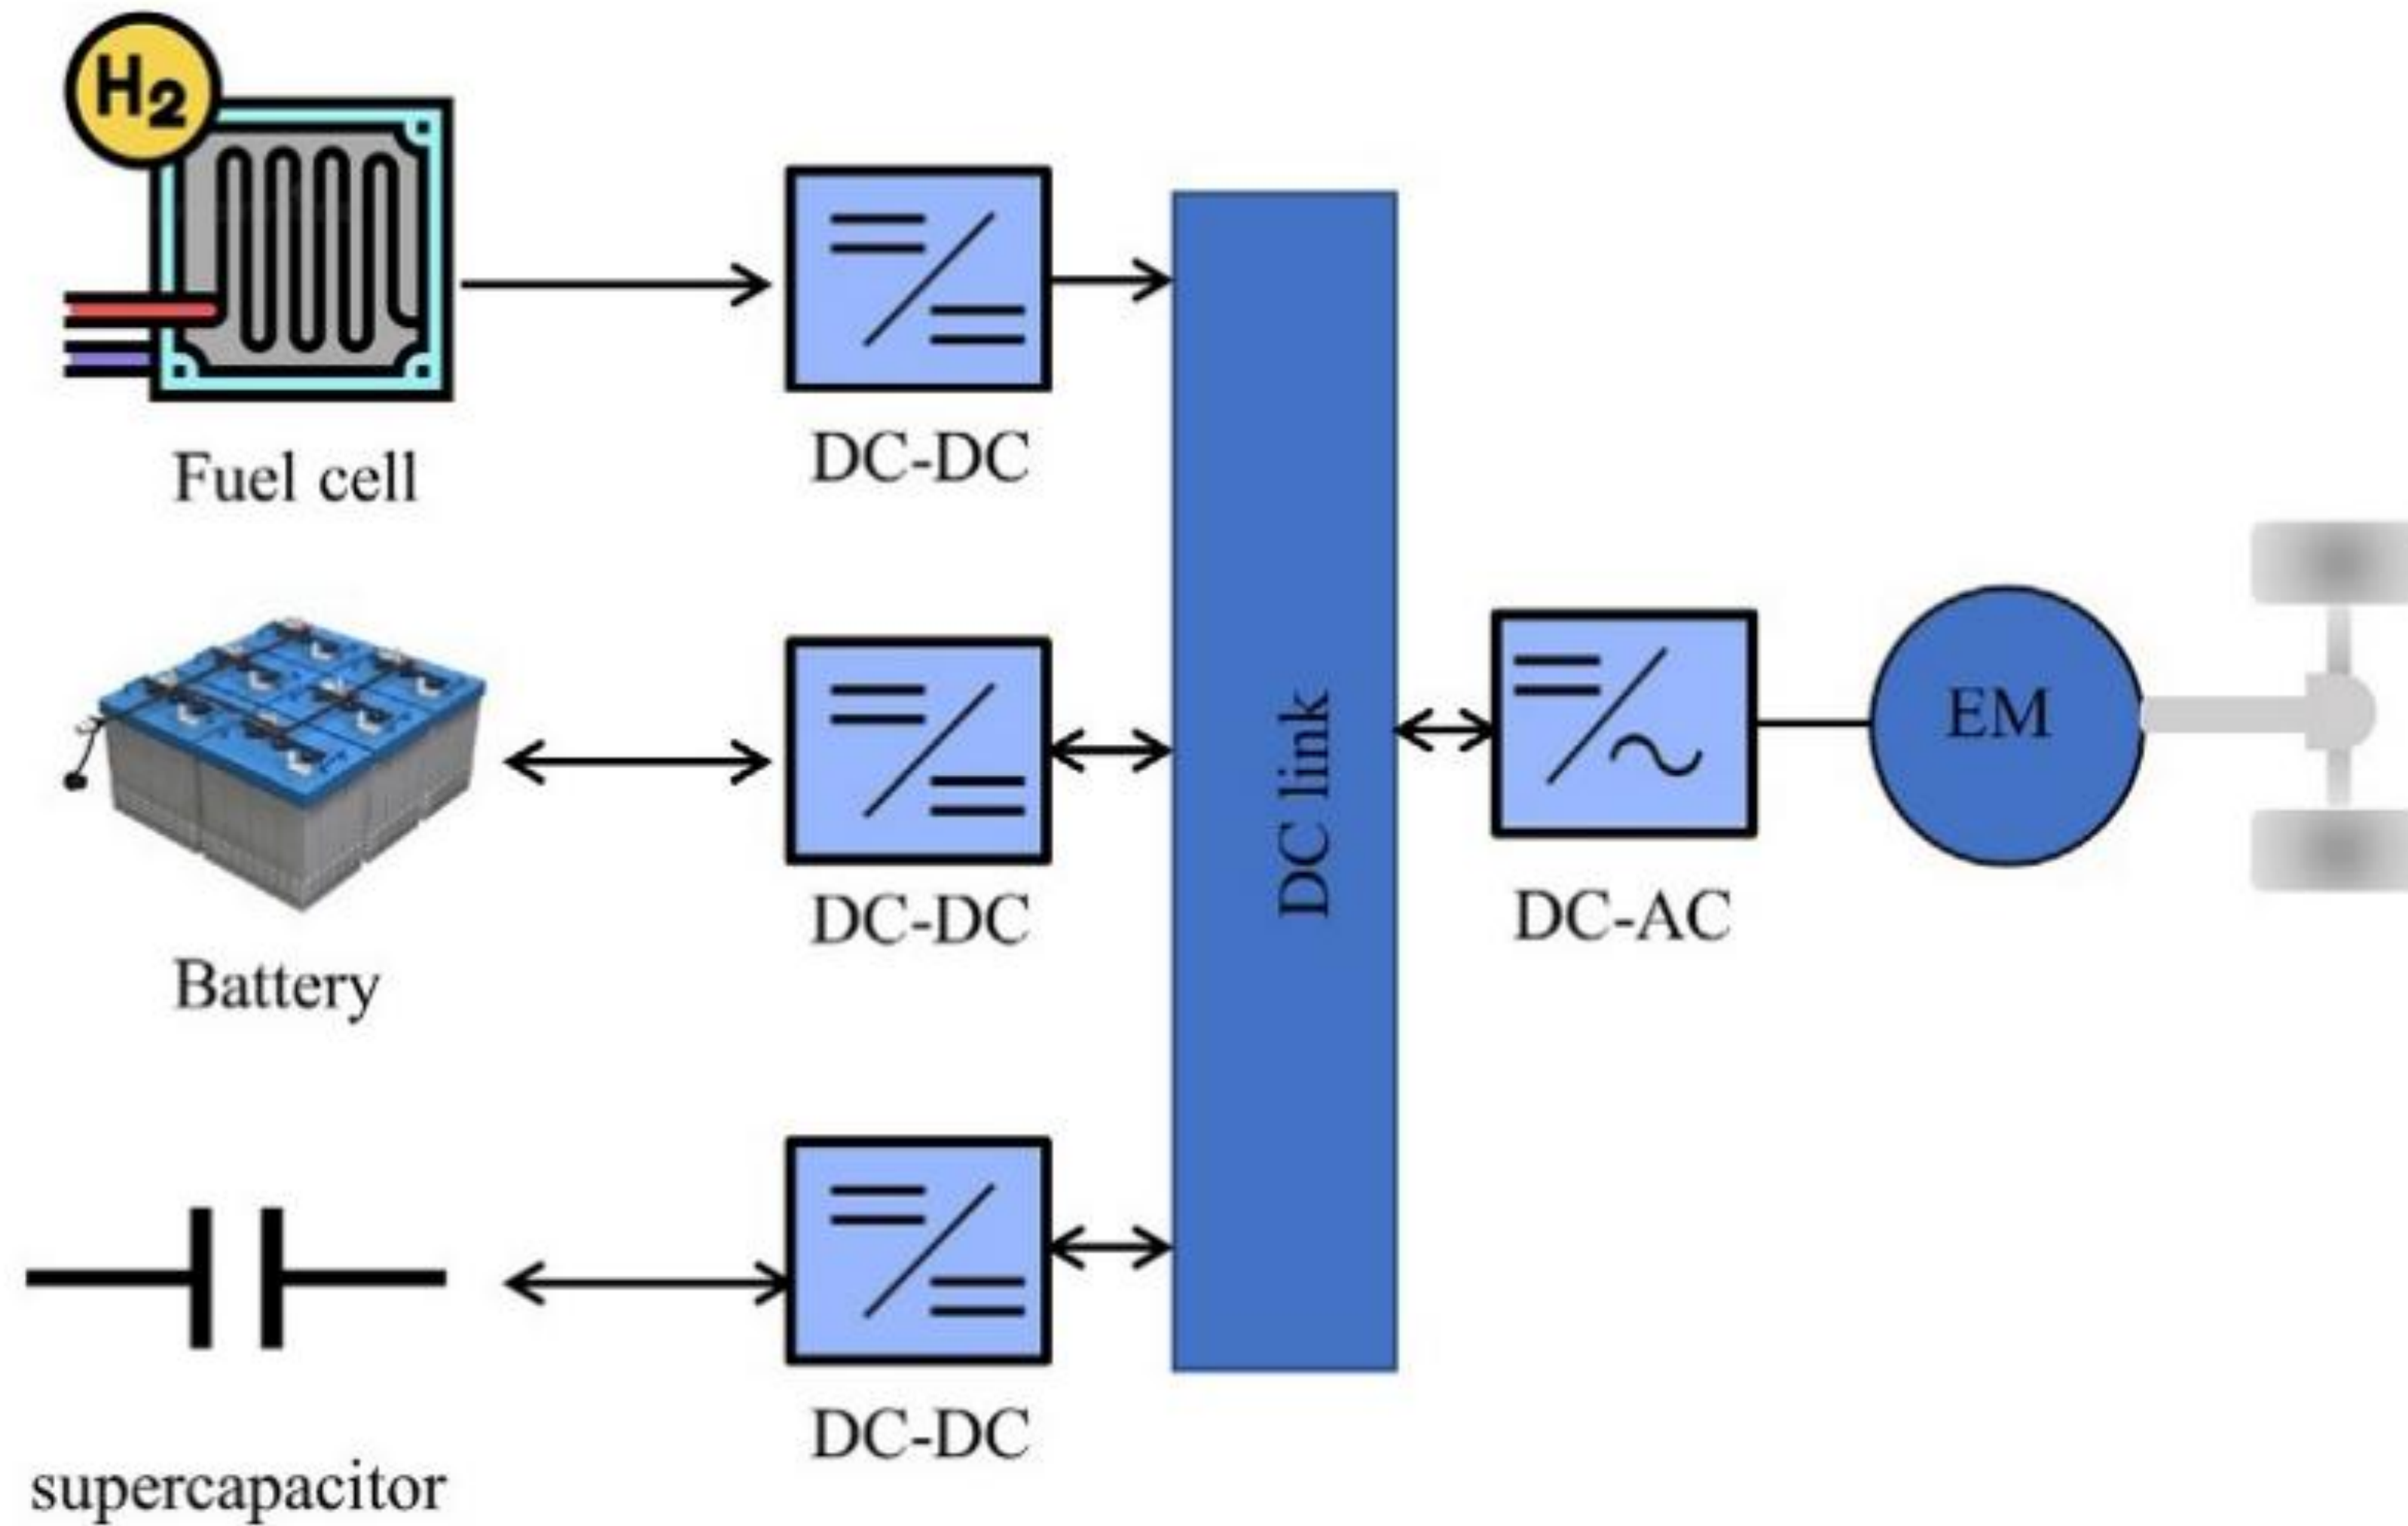 H2
Fuel cell
DC-DC
Battery
DC-DC
supercapacitor
DC-DC
DC link
DC-AC
EM